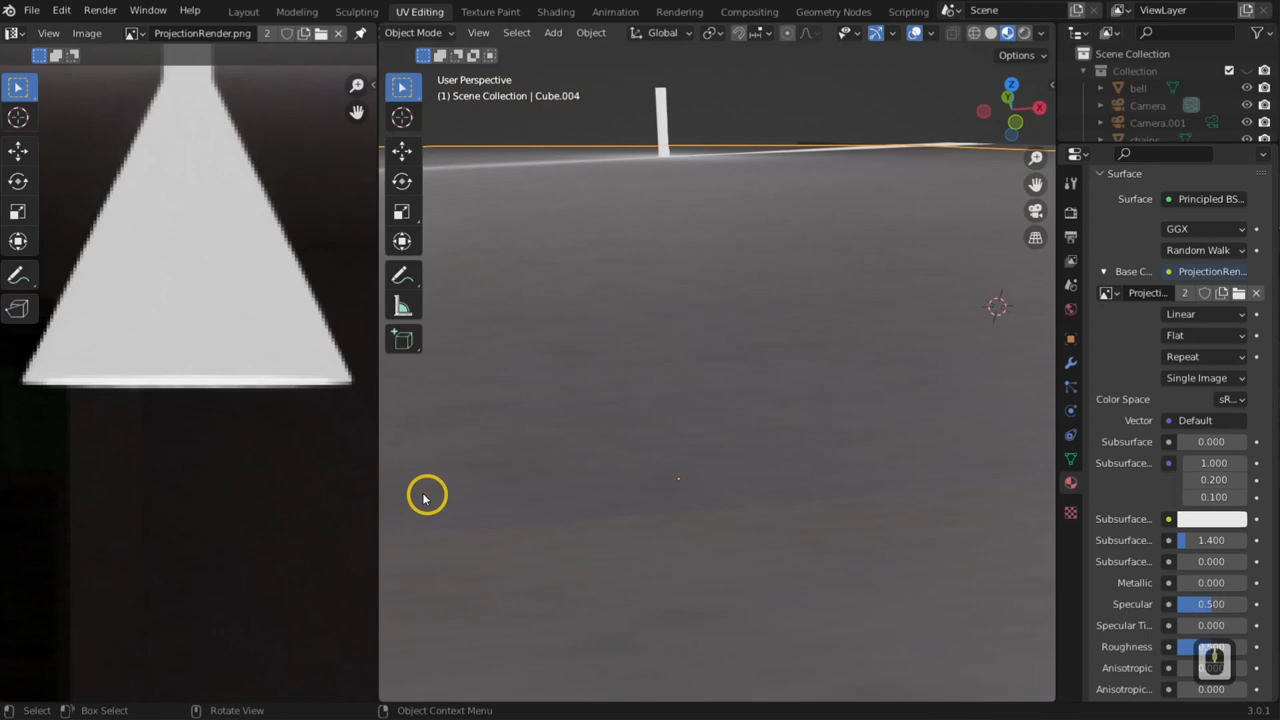 File Edit Render Window Help Layout Modeling Sculpting UV Editing Texture Paint Shading Animation Rendering Compositing Geometry Nodes Scripting Scene ViewLayer
View Image ProjectionRender.png 2 Object Mode View Select Add Object Global
Options
User Perspective
(1) Scene Collection | Cube.004
Z
Y
X
Scene Collection
Collection
bell
Camera
Camera.001
chains
Surface
Surface Principled BS...
GGX
Random Walk
Base C... ProjectionRen...
Projecti... 2
Linear
Flat
Repeat
Single Image
Color Space sR...
Vector Default
Subsurface 0.000
Subsurface... 1.000
0.200
0.100
Subsurface...
Subsurface... 1.400
Subsurface... 0.000
Metallic 0.000
Specular 0.500
Specular Ti... 0.000
Roughness
Anisotropic
Anisotropic... 0.000
Select Box Select Rotate View Object Context Menu 3.0.1